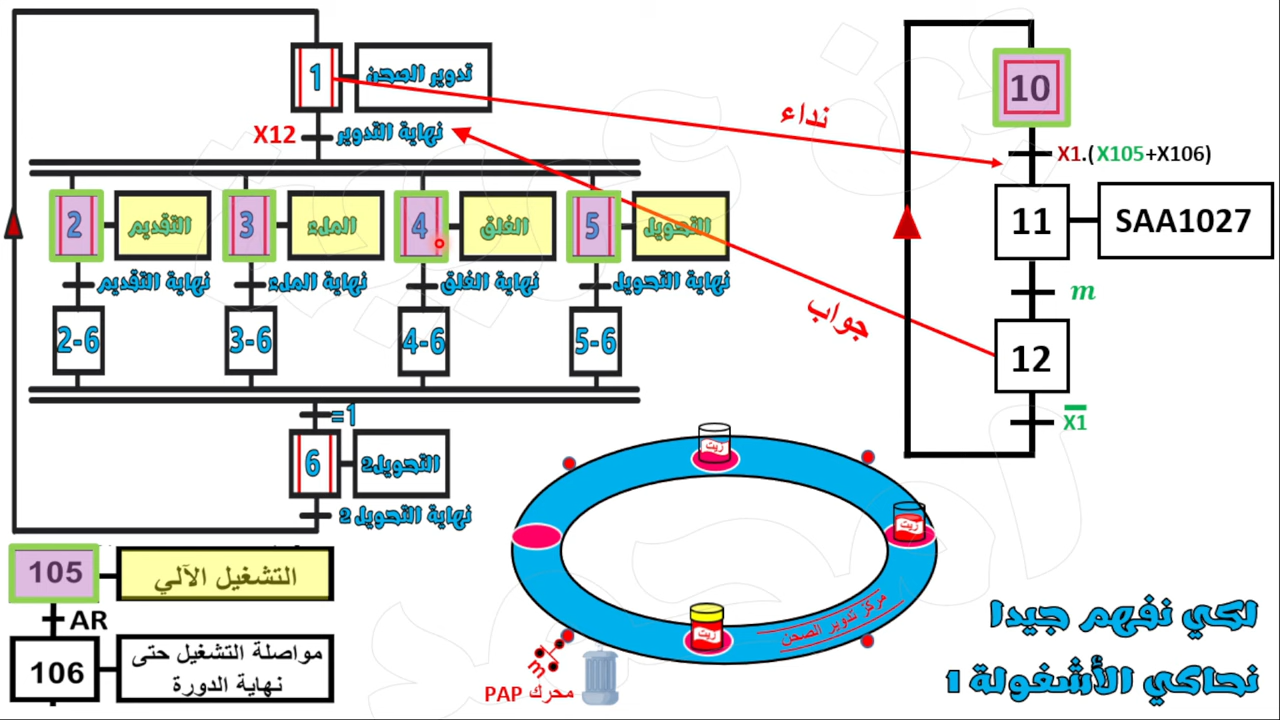 1
تدوير الصحن
X12
نهاية التدوير
2
التقديم
3
الملء
4
الغلق
5
التحويل
نهاية التقديم
نهاية الملء
نهاية الغلق
نهاية التحويل
2-6
3-6
4-6
5-6
=1
6
التحويل2
نهاية التحويل 2
105
التشغيل الآلي
AR
106
مواصلة التشغيل حتى
نهاية الدورة
نداء
جواب
10
X1.(X105+X106)
11
SAA1027
m
12
X1
زيت
زيت
زيت
مركز تدوير الصحن
محرك PAP
لكي نفهم جيدا
نحاكي الأشغولة 1